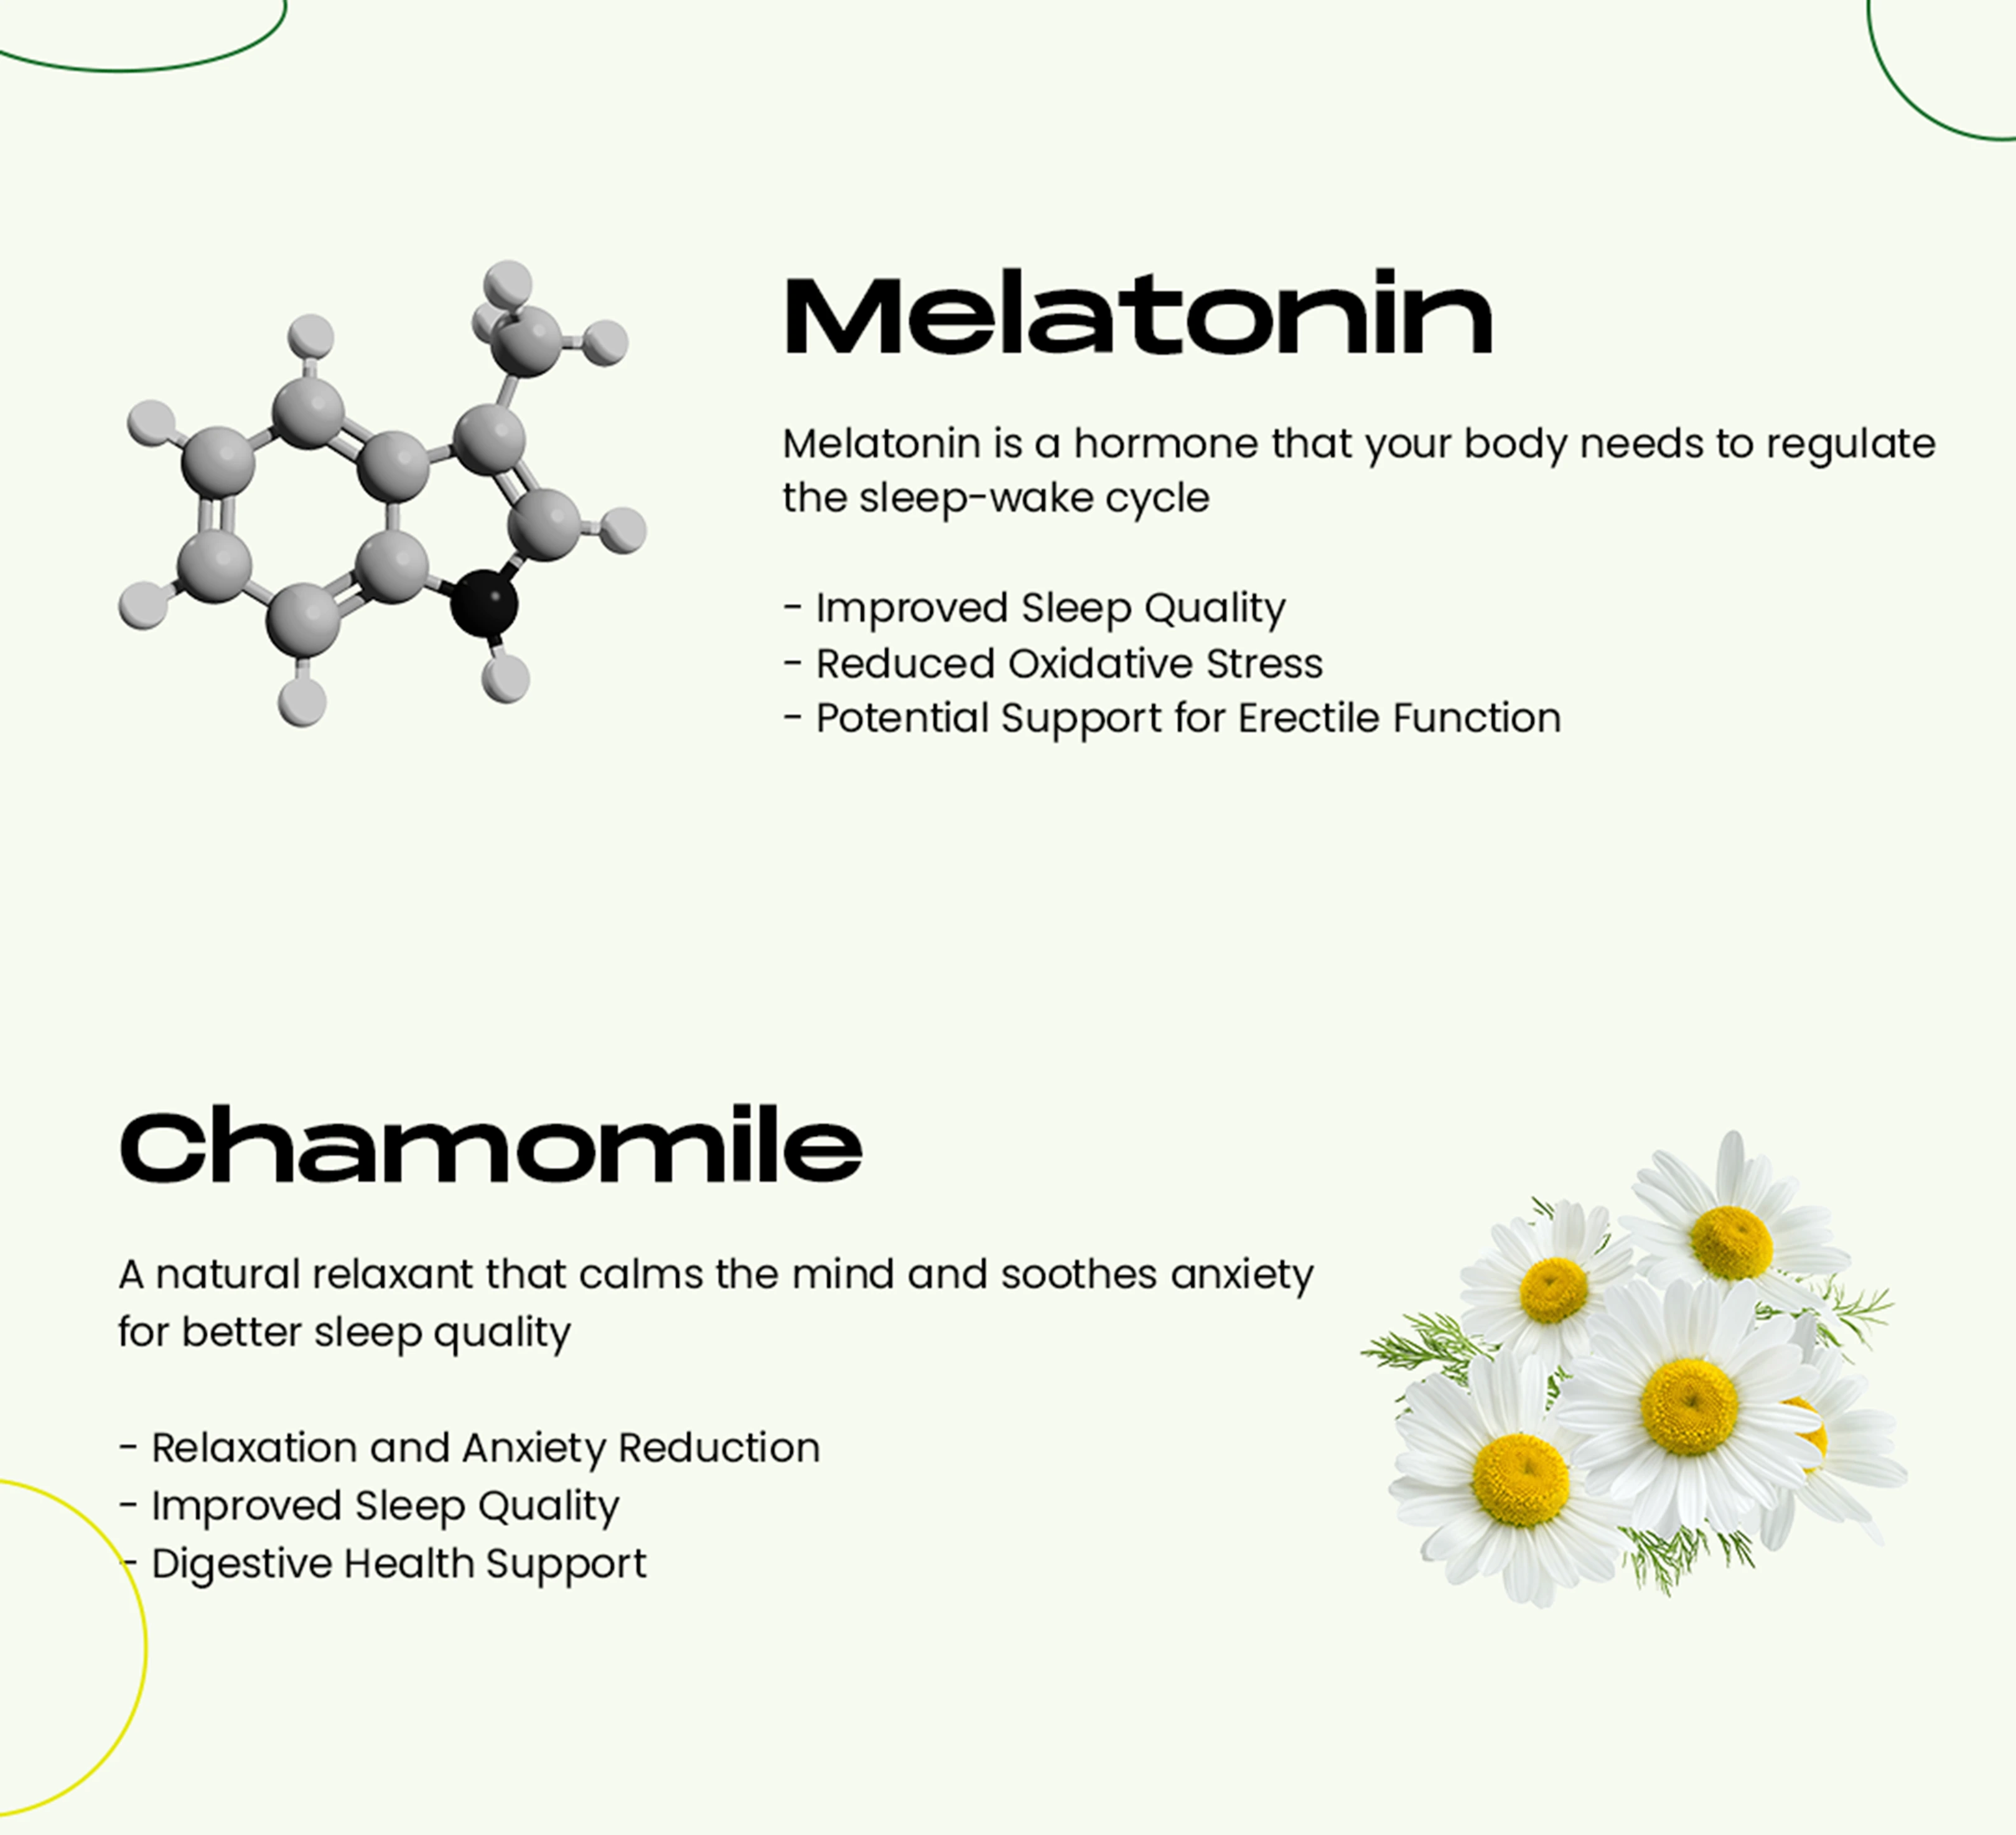 Melatonin
Melatonin is a hormone that your body needs to regulate
the sleep-wake cycle
- Improved Sleep Quality
- Reduced Oxidative Stress
- Potential Support for Erectile Function
Chamomile
A natural relaxant that calms the mind and soothes anxiety
for better sleep quality
- Relaxation and Anxiety Reduction
- Improved Sleep Quality
- Digestive Health Support